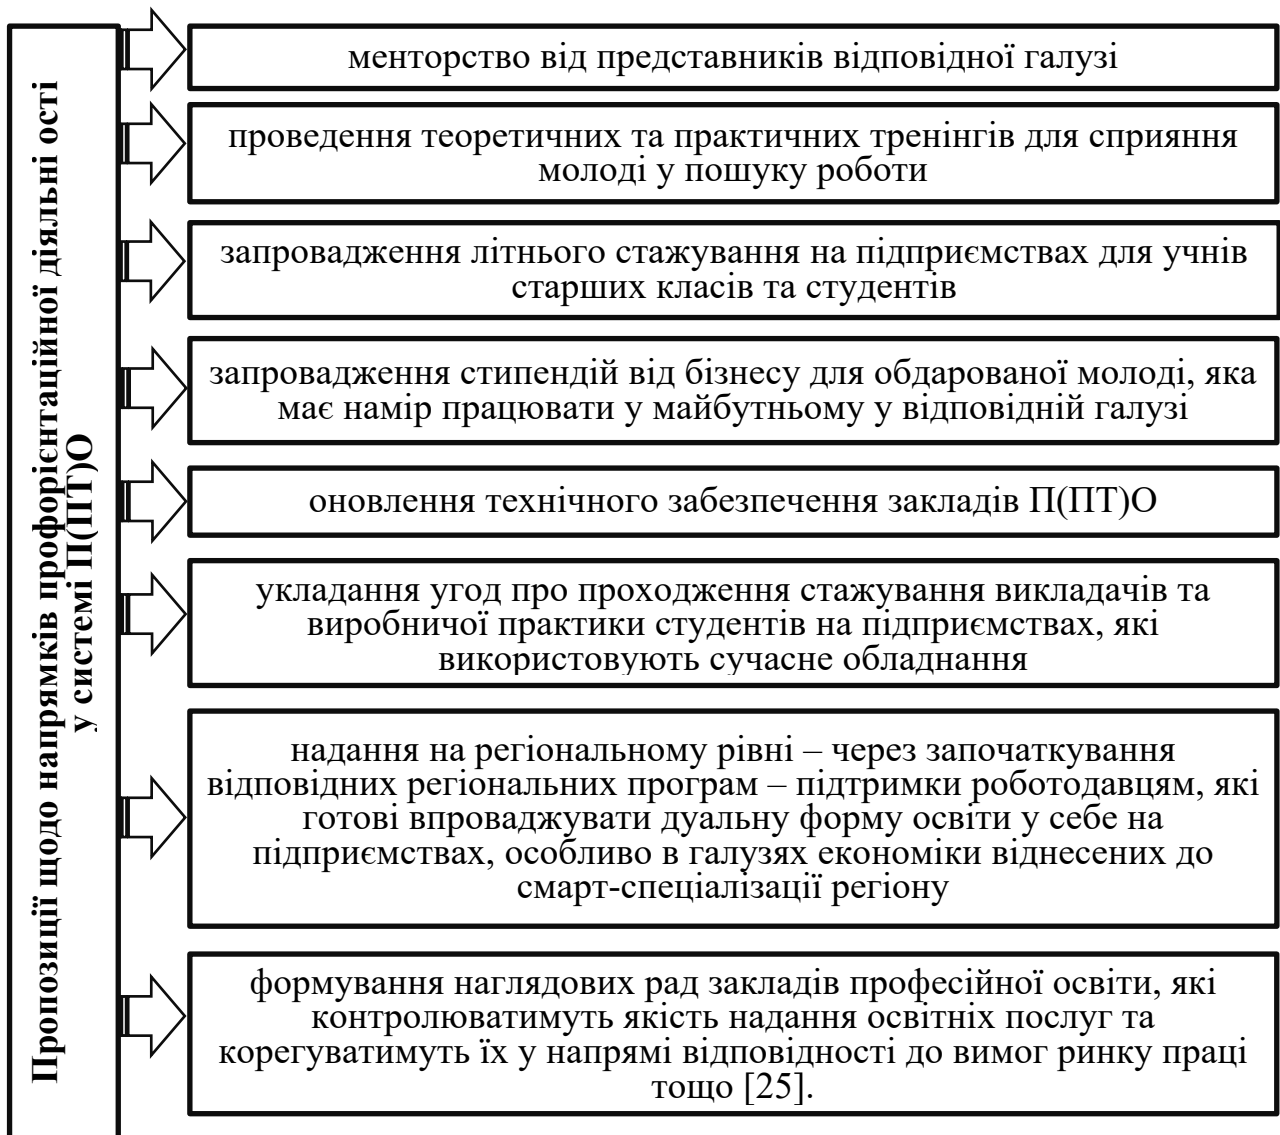 Пропозиції щодо напрямків профорієнтаційної діяльні ості
у системі П(ПТ)О
менторство від представників відповідної галузі
проведення теоретичних та практичних тренінгів для сприяння
молоді у пошуку роботи
запровадження літнього стажування на підприємствах для учнів
старших класів та студентів
запровадження стипендій від бізнесу для обдарованої молоді, яка
має намір працювати у майбутньому у відповідній галузі
оновлення технічного забезпечення закладів П(ПТ)О
укладання угод про проходження стажування викладачів та
виробничої практики студентів на підприємствах, які
використовують сучасне обладнання
надання на регіональному рівні – через започаткування
відповідних регіональних програм – підтримки роботодавцям, які
готові впроваджувати дуальну форму освіти у себе на
підприємствах, особливо в галузях економіки віднесених до
смарт-спеціалізації регіону
формування наглядових рад закладів професійної освіти, які
контролюватимуть якість надання освітніх послуг та
корегуватимуть їх у напрямі відповідності до вимог ринку праці
тощо [25].